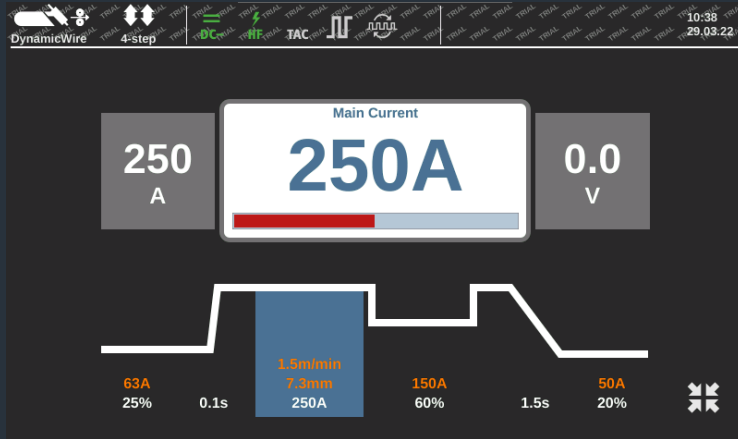 DynamicWire
4-step
DC-
HF
TAC
10:38
29.03.22
TRIAL
Main Current
250A
250
A
0.0
V
1.5m/min
7.3mm
250A
63A
25%
0.1s
150A
60%
1.5s
50A
20%